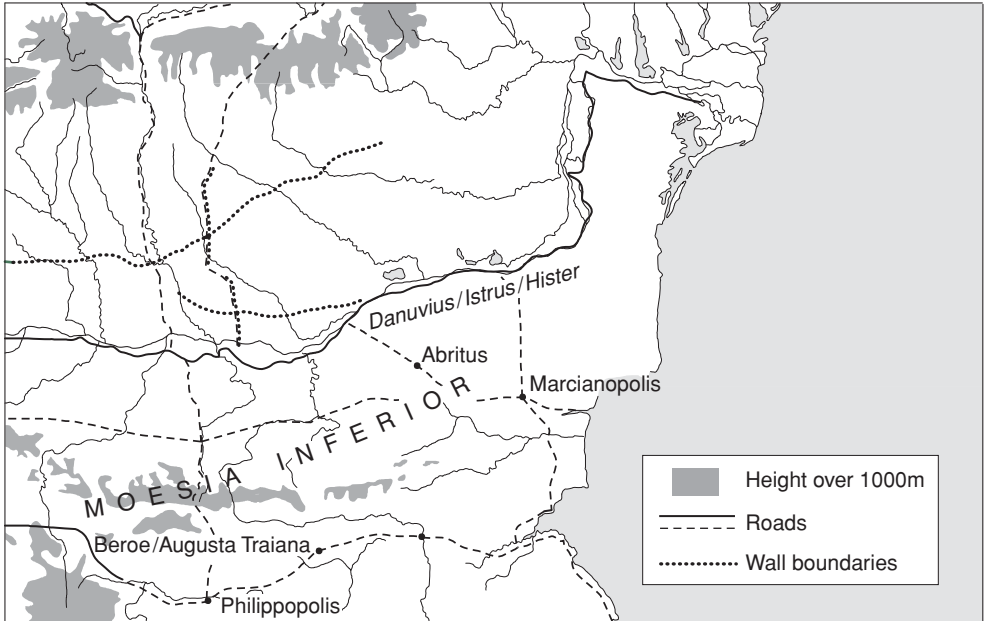 Danuvius/Istrus/Hister
Abritus
Marcianopolis
MOESIA INFERIOR
Height over 1000m
Roads
Beroe/Augusta Traiana
Wall boundaries
Philippopolis